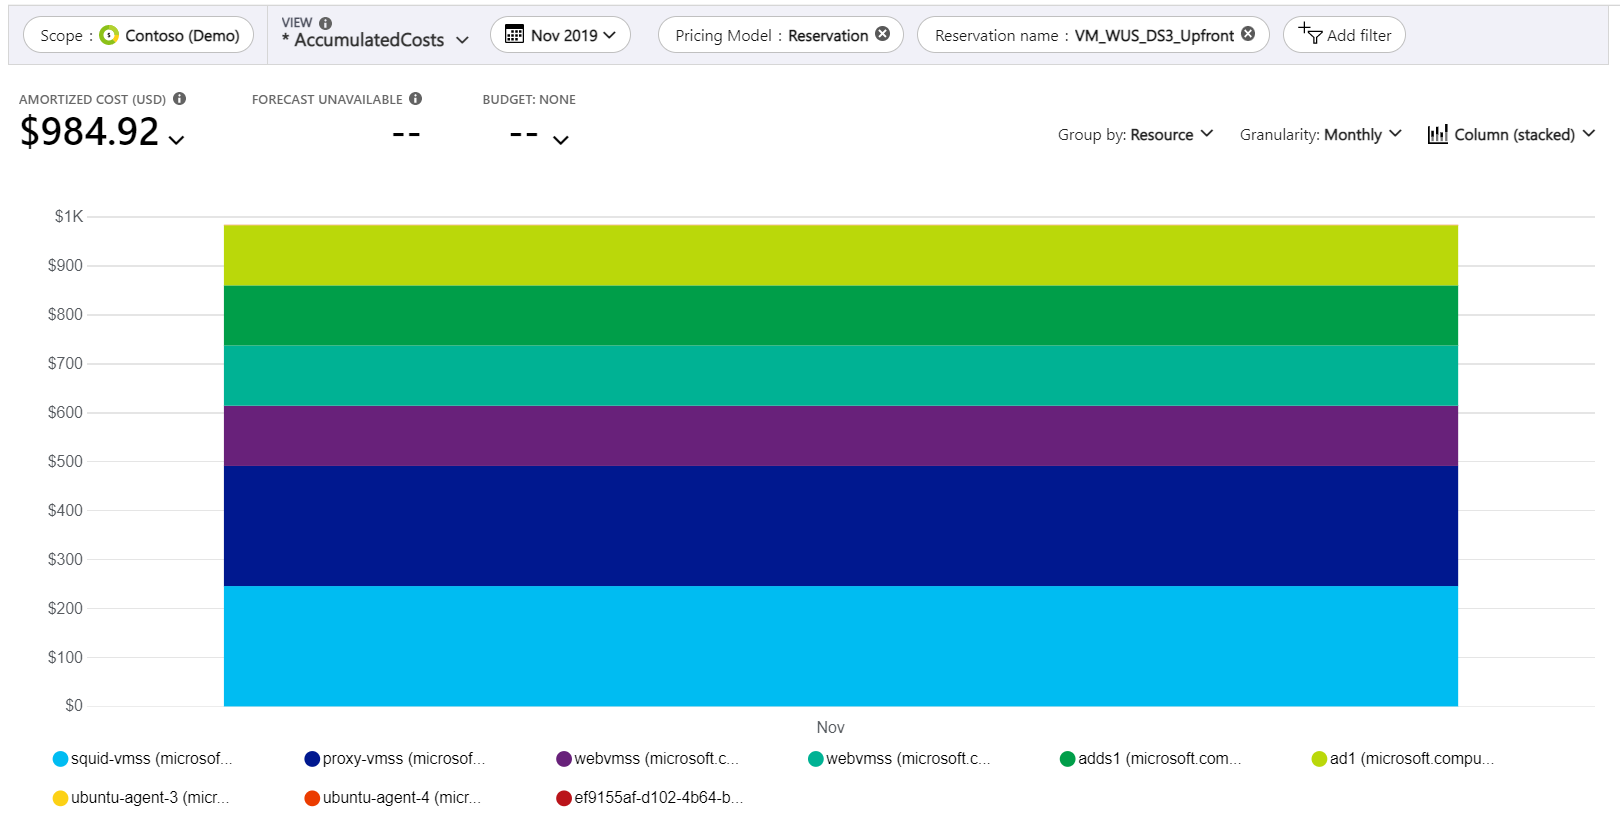 Scope : Contoso (Demo)
VIEW
* AccumulatedCosts
Nov 2019
Pricing Model : Reservation
Reservation name : VM_WUS_DS3_Upfront
Add filter
AMORTIZED COST (USD)
$984.92
FORECAST UNAVAILABLE
--
BUDGET: NONE
--
Group by: Resource
Granularity: Monthly
Column (stacked)
$1K
$900
$800
$700
$600
$500
$400
$300
$200
$100
$0
Nov
squid-vmss (microsof...
proxy-vmss (microsof...
webvmss (microsoft.c...
webvmss (microsoft.c...
adds1 (microsoft.com...
ad1 (microsoft.compu...
ubuntu-agent-3 (micr...
ubuntu-agent-4 (micr...
ef9155af-d102-4b64-b...